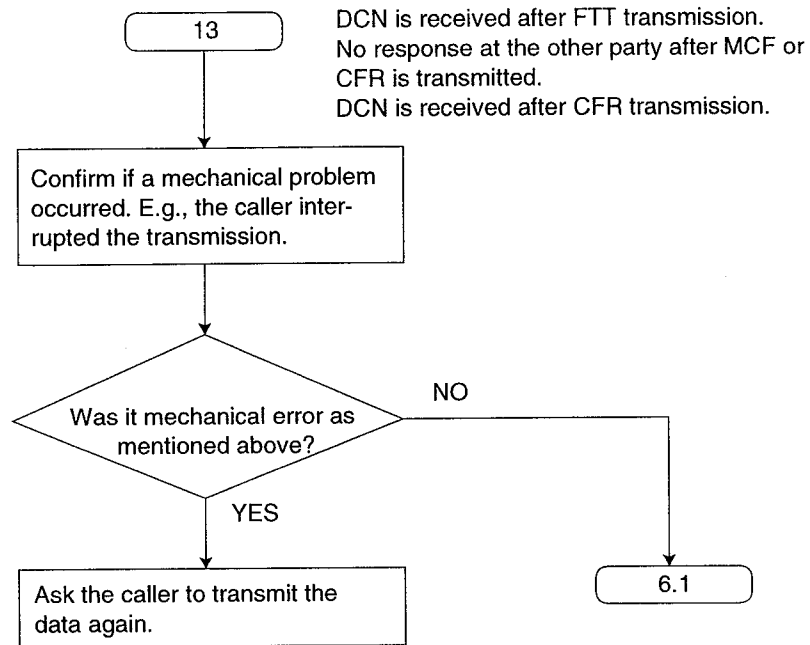 13
DCN is received after FTT transmission.
No response at the other party after MCF or
CFR is transmitted.
DCN is received after CFR transmission.
Confirm if a mechanical problem
occurred. E.g., the caller inter-
rupted the transmission.
Was it mechanical error as
mentioned above?
NO
YES
Ask the caller to transmit the
data again.
6.1